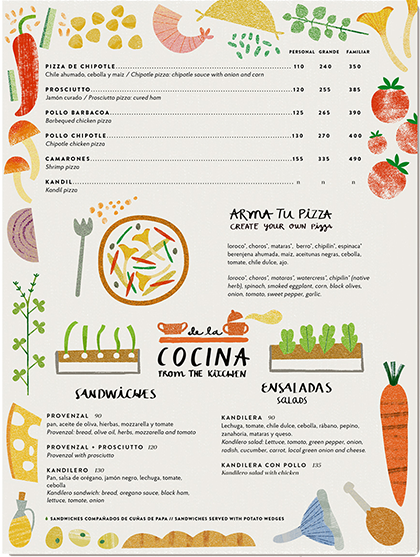 PERSONAL GRANDE FAMILIAR
PIZZA DE CHIPOTLE 110 240 350
Chile ahumado, cebolla y maíz / Chipotle pizza: chipotle sauce with onion and corn
PROSCIUTTO 120 255 385
Jamón curado / Prosciutto pizza: cured ham
POLLO BARBACOA 125 265 390
Barbequed chicken pizza
POLLO CHIPOTLE 130 270 400
Chipotle chicken pizza
CAMARONES 155 335 490
Shrimp pizza
KANDIL n n n
Kandil pizza
ARMA TU PIZZA
CREATE YOUR OWN pizza
loroco*, choros*, mataras*, berro*, chipilín*, espinaca*
berenjena ahumada, maíz, aceitunas negras, cebolla,
tomate, chile dulce, ajo.
loroco*, choros*, mataras*, watercress*, chipilín* (native
herb), spinach, smoked eggplant, corn, black olives,
onion, tomato, sweet pepper, garlic.
de la
COCINA
FROM THE KITCHEN
SANDWICHES
PROVENZAL 90
pan, aceite de oliva, hierbas, mozzarella y tomate
Provenzal: bread, olive oil, herbs, mozzarella and tomato
PROVENZAL + PROSCIUTTO 120
Provenzal with prosciutto
KANDILERO 130
Pan, salsa de orégano, jamón negro, lechuga, tomate,
cebolla
Kandilero sandwich: bread, oregano sauce, black ham,
lettuce, tomate, onion
ENSALADAS
SALADS
KANDILERA 90
Lechuga, tomate, chile dulce, cebolla, rábano, pepino,
zanahoria, mataras y queso.
Kandilera salad: Lettuce, tomato, green pepper, onion,
radish, cucumber, carrot, local green onion and cheese.
KANDILERA CON POLLO 135
Kandilera salad with chicken
SANDWICHES COMPAÑADOS DE CUÑAS DE PAPA // SANDWICHES SERVED WITH POTATO WEDGES